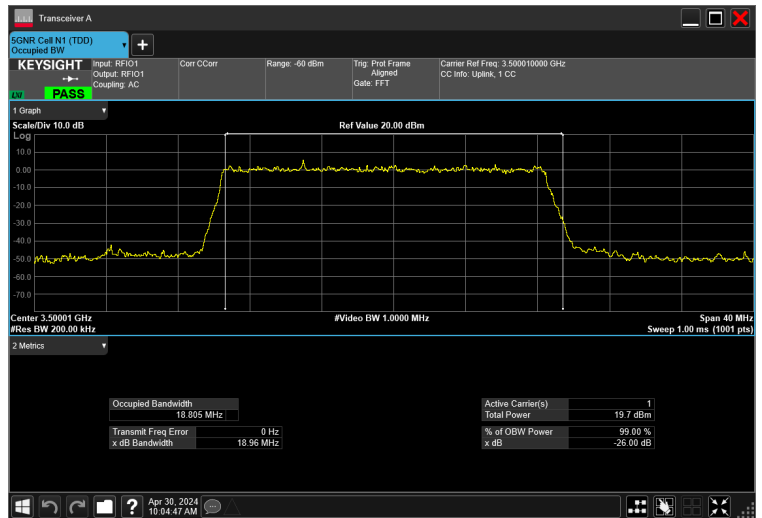 Transceiver A
5GNR Cell N1 (TDD)
Occupied BW
KEYSIGHT
LXI
PASS
Input: RFIO1
Output: RFIO1
Coupling: AC
Corr CCorr
Range: -60 dBm
Trig: Prot Frame
Aligned
Gate: FFT
Carrier Ref Freq: 3.500010000 GHz
CC Info: Uplink, 1 CC
1 Graph
Scale/Div 10.0 dB
Ref Value 20.00 dBm
Log
10.0
0.00
-10.0
-20.0
-30.0
-40.0
-50.0
-60.0
-70.0
Center 3.50001 GHz
#Video BW 1.0000 MHz
Span 40 MHz
#Res BW 200.00 kHz
Sweep 1.00 ms (1001 pts)
2 Metrics
Occupied Bandwidth
18.805 MHz
Transmit Freq Error 0 Hz
x dB Bandwidth 18.96 MHz
Active Carrier(s) 1
Total Power 19.7 dBm
% of OBW Power 99.00 %
x dB -26.00 dB
Apr 30, 2024
10:04:47 AM